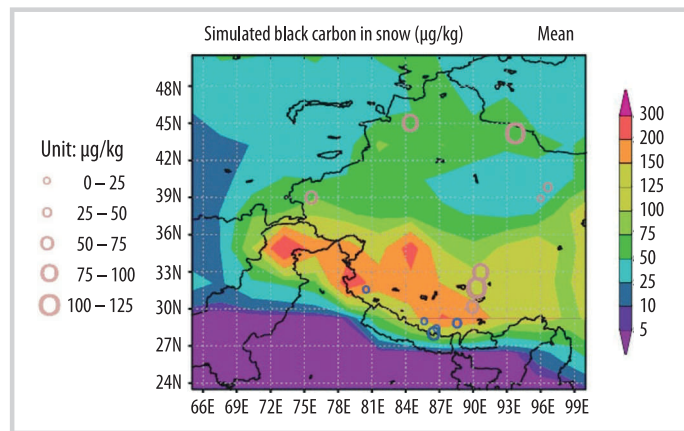 Simulated black carbon in snow (µg/kg) Mean
Unit: µg/kg
0 – 25
25 – 50
50 – 75
75 – 100
100 – 125
48N
45N
42N
39N
36N
33N
30N
27N
24N
66E 69E 72E 75E 78E 81E 84E 87E 90E 93E 96E 99E
300
200
150
125
100
75
50
25
10
5